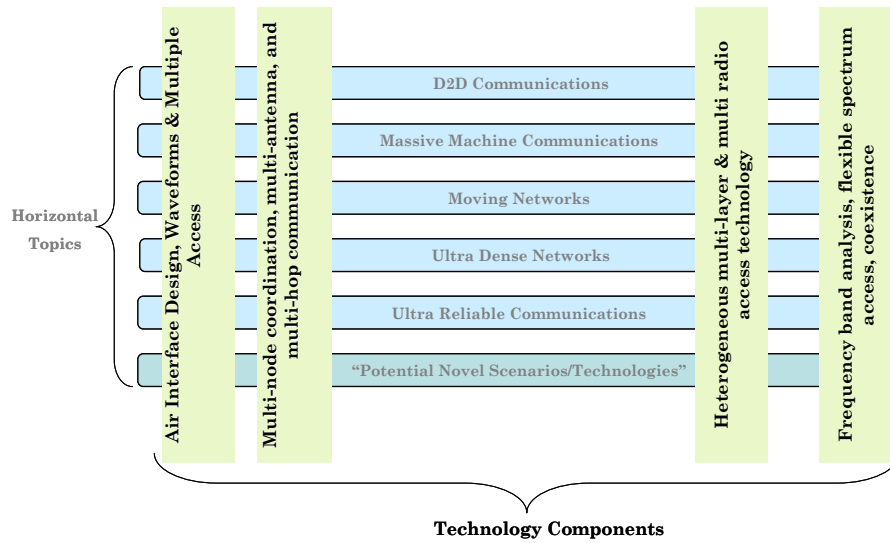 D2D Communications
Massive Machine Communications
Moving Networks
Ultra Dense Networks
Ultra Reliable Communications
“Potential Novel Scenarios/Technologies”
Horizontal
Topics
Air Interface Design, Waveforms & Multiple
Access
Multi-node coordination, multi-antenna, and
multi-hop communication
Heterogeneous multi-layer & multi radio
access technology
Frequency band analysis, flexible spectrum
access, coexistence
Technology Components